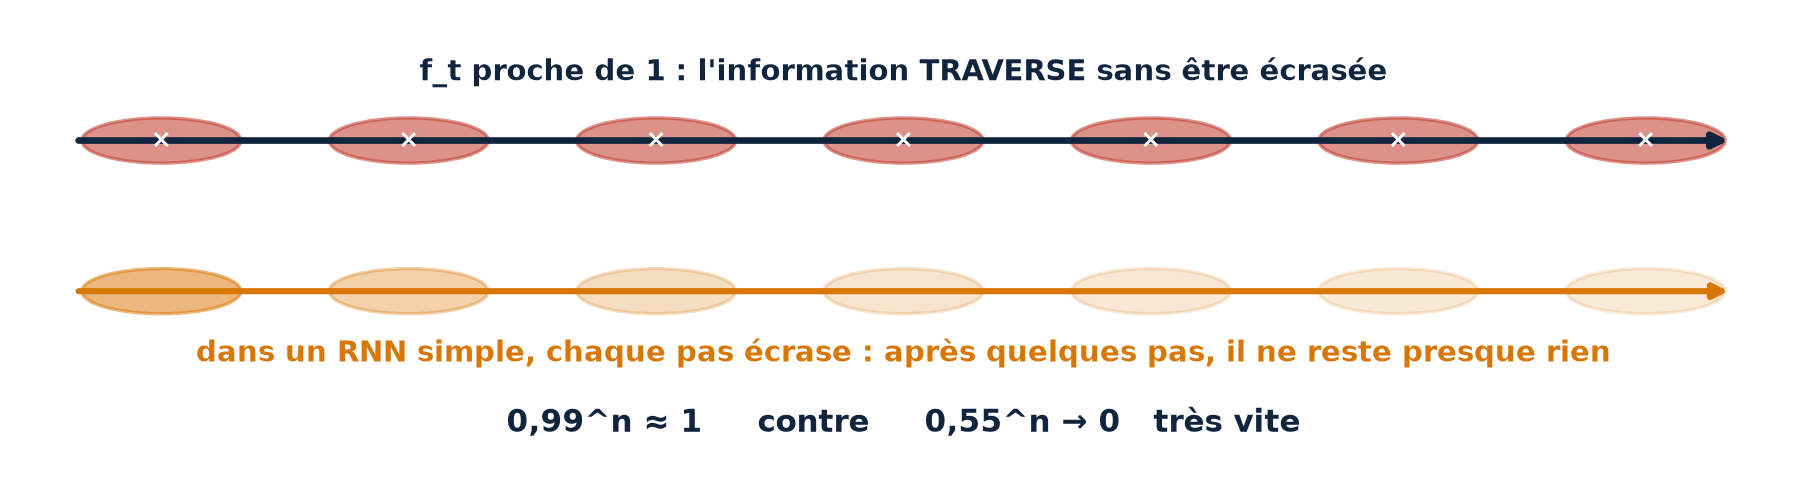 f_t proche de 1 : l'information TRAVERSE sans être écrasée
× × × × × × ×
dans un RNN simple, chaque pas écrase : après quelques pas, il ne reste presque rien
0,99^n ≈ 1 contre 0,55^n → 0 très vite